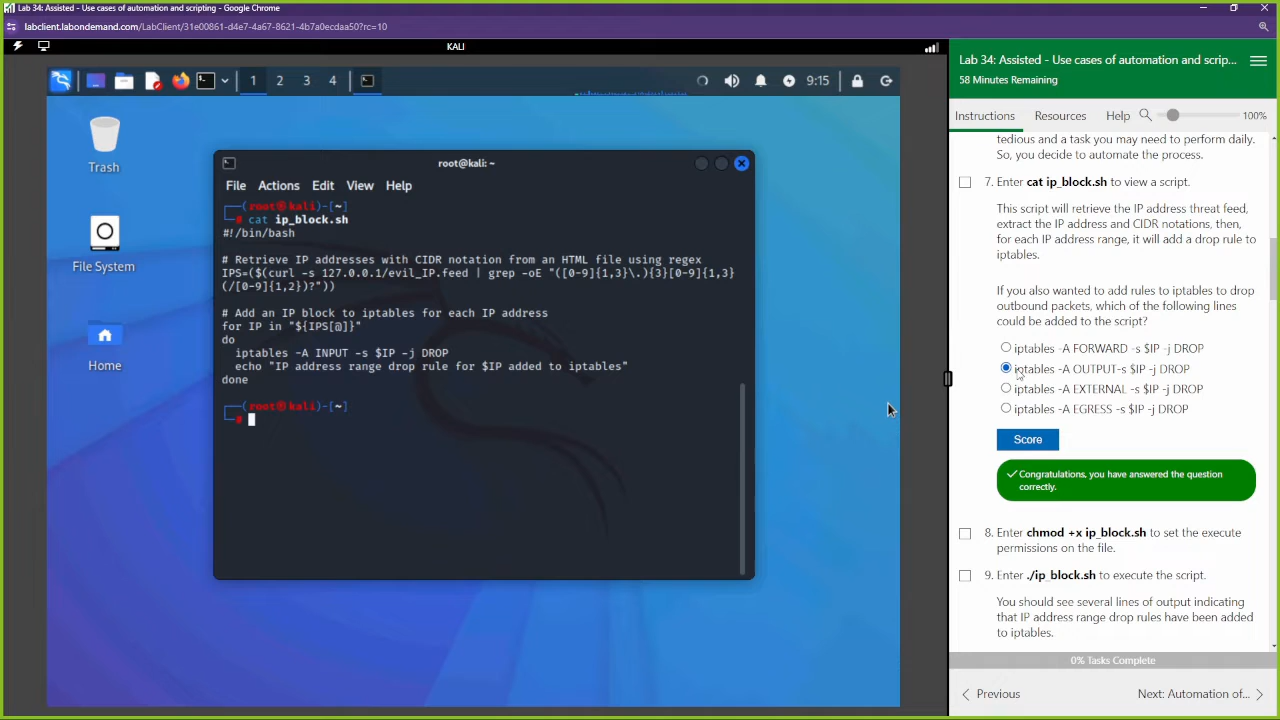 Lab 34: Assisted - Use cases of automation and scripting - Google Chrome
labclient.labondemand.com/LabClient/31e00861-d4e7-4a67-8621-4b7a0ecdaa50?rc=10
KALI
1 2 3 4
9:15
Trash
File System
Home
root@kali: ~
File Actions Edit View Help
┌──(root㉿kali)-[~]
└─# cat ip_block.sh
#!/bin/bash
# Retrieve IP addresses with CIDR notation from an HTML file using regex
IPS=($(curl -s 127.0.0.1/evil_IP.feed | grep -oE "([0-9]{1,3}\.){3}[0-9]{1,3}
(/[0-9]{1,2})?"))
# Add an IP block to iptables for each IP address
for IP in "${IPS[@]}"
do
iptables -A INPUT -s $IP -j DROP
echo "IP address range drop rule for $IP added to iptables"
done
┌──(root㉿kali)-[~]
└─#
Lab 34: Assisted - Use cases of automation and scrip...
58 Minutes Remaining
Instructions Resources Help 100%
tedious and a task you may need to perform daily.
So, you decide to automate the process.
7. Enter cat ip_block.sh to view a script.
This script will retrieve the IP address threat feed,
extract the IP address and CIDR notations, then,
for each IP address range, it will add a drop rule to
iptables.
If you also wanted to add rules to iptables to drop
outbound packets, which of the following lines
could be added to the script?
iptables -A FORWARD -s $IP -j DROP
iptables -A OUTPUT-s $IP -j DROP
iptables -A EXTERNAL -s $IP -j DROP
iptables -A EGRESS -s $IP -j DROP
Score
Congratulations, you have answered the question
correctly.
8. Enter chmod +x ip_block.sh to set the execute
permissions on the file.
9. Enter ./ip_block.sh to execute the script.
You should see several lines of output indicating
that IP address range drop rules have been added
to iptables.
0% Tasks Complete
Previous
Next: Automation of...